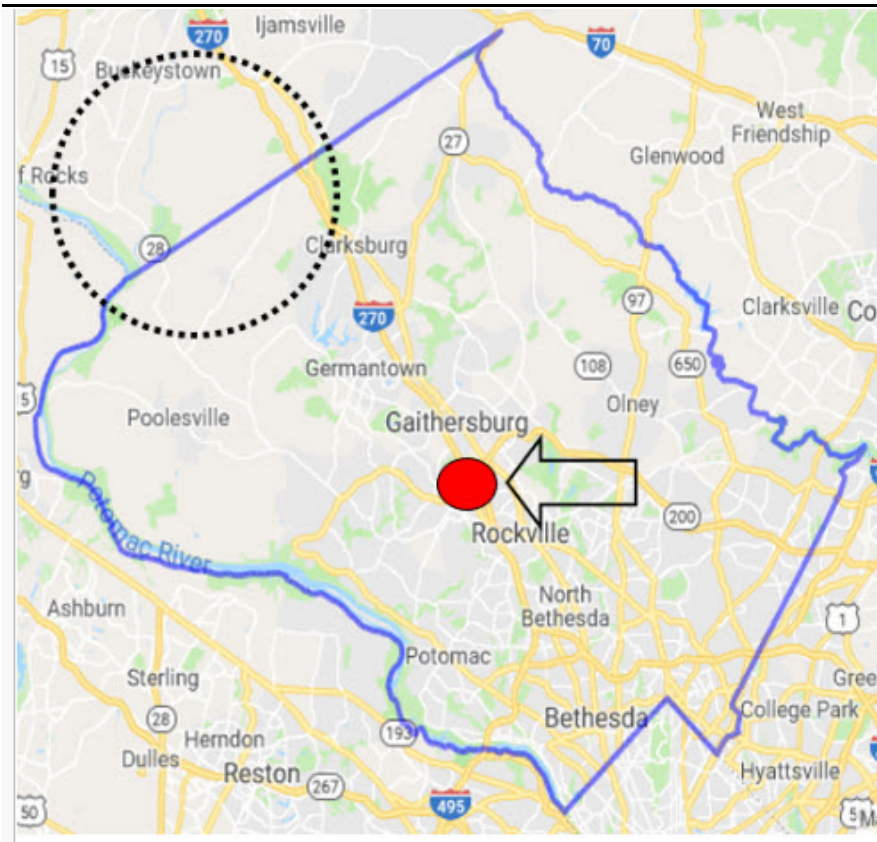 Ijamsville
270
70
15
Buckeystown
West
Friendship
27
Glenwood
f Rocks
28
Clarksburg
97
Clarksville
Co
270
Germantown
108
650
5
Olney
Poolesville
Gaithersburg
g
Potomac River
200
Rockville
Ashburn
North
Bethesda
1
Potomac
Sterling
Gree
28
193
Bethesda
College Park
Herndon
Dulles
Reston
267
Hyattsville
495
50
5
M